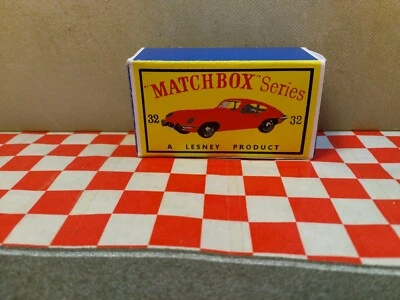 "MATCHBOX" Series
32 32
A LESNEY PRODUCT